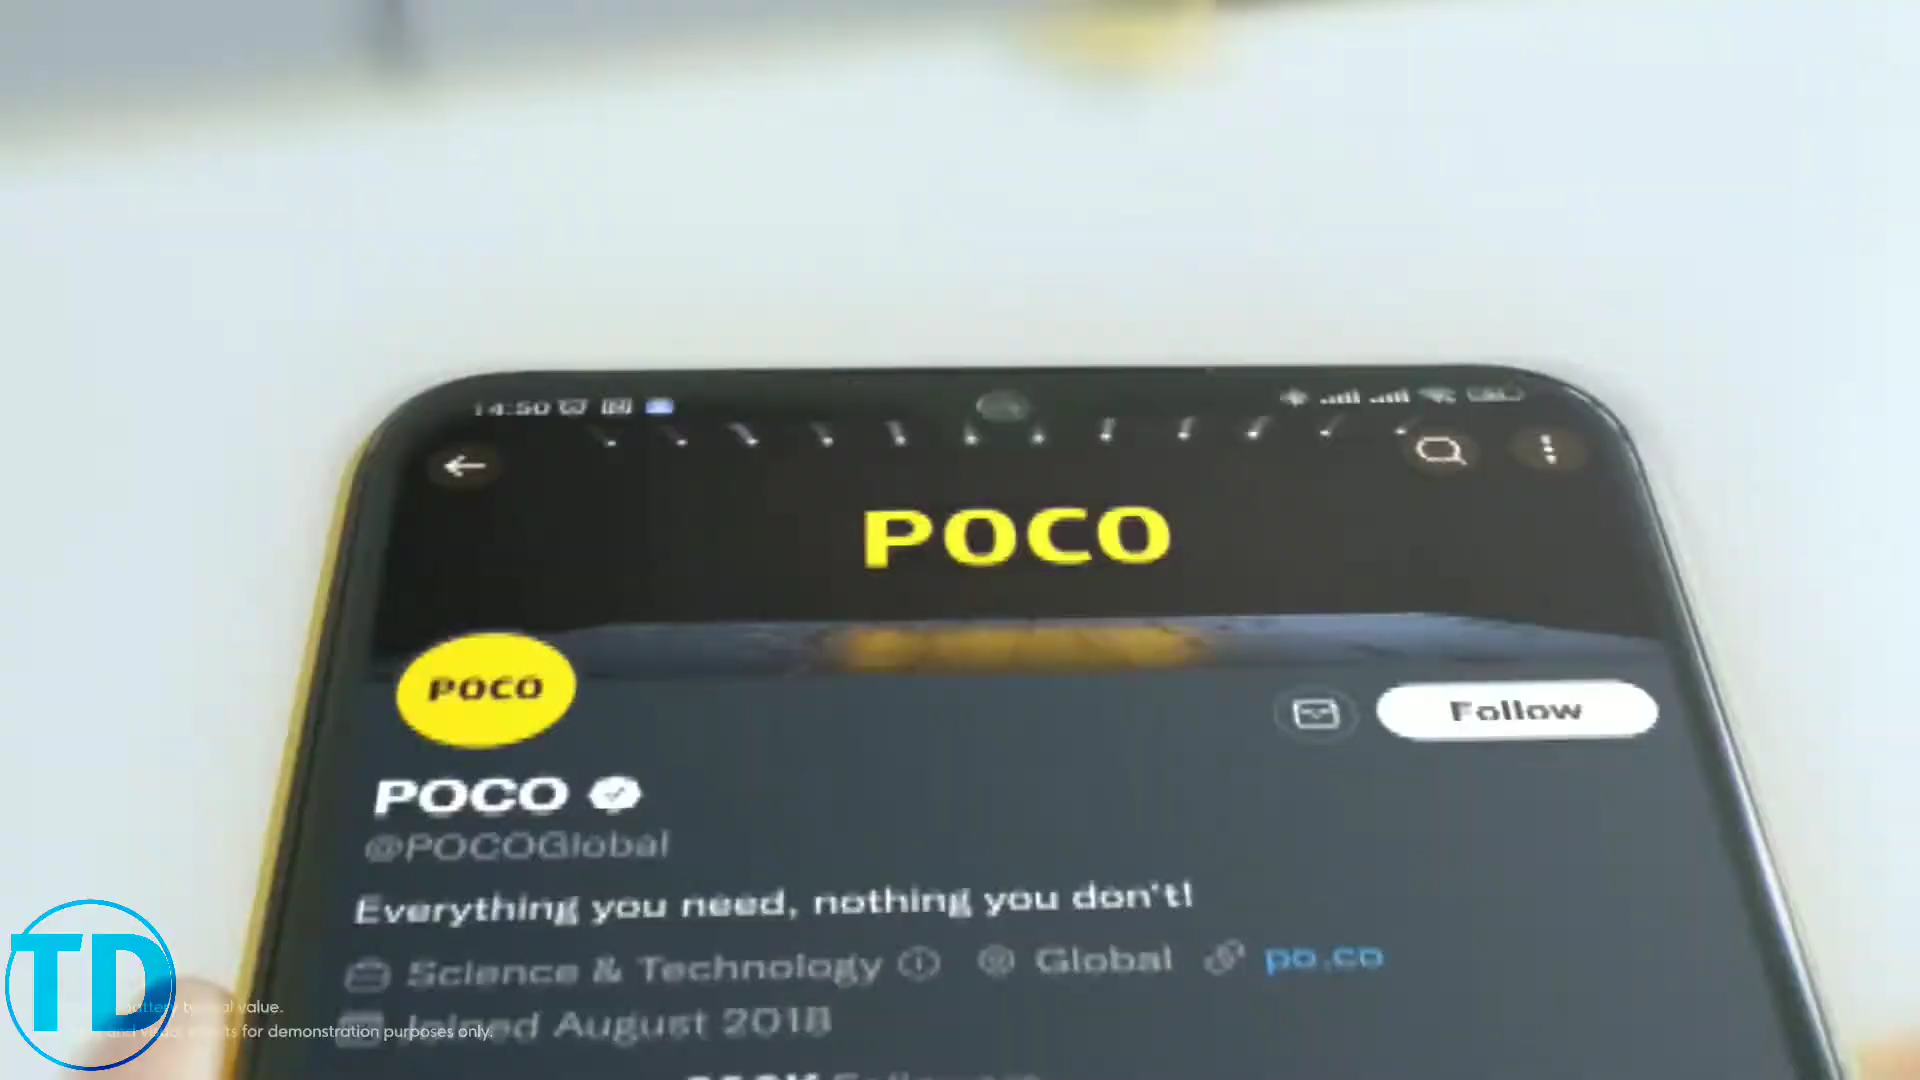 14:50
POCO
POCO
Follow
POCO
@POCOGlobal
Everything you need, nothing you don't!
Science & Technology Global po.co
Joined August 2018
TD
value.
for demonstration purposes only.